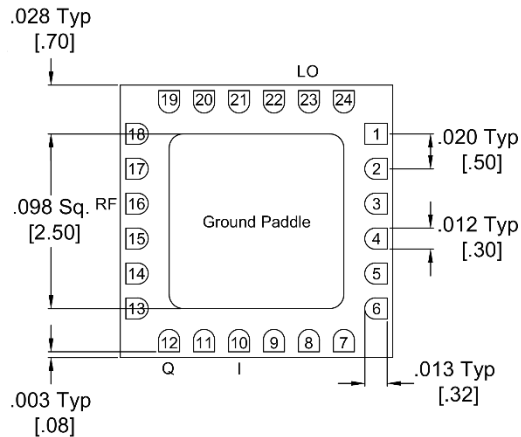 .028 Typ
[.70]
LO
19 20 21 22 23 24
18 1
17 2
.020 Typ
[.50]
.098 Sq.
[2.50]
RF 16 3
Ground Paddle
15 4
.012 Typ
[.30]
14 5
13 6
12 11 10 9 8 7
Q I
.013 Typ
[.32]
.003 Typ
[.08]